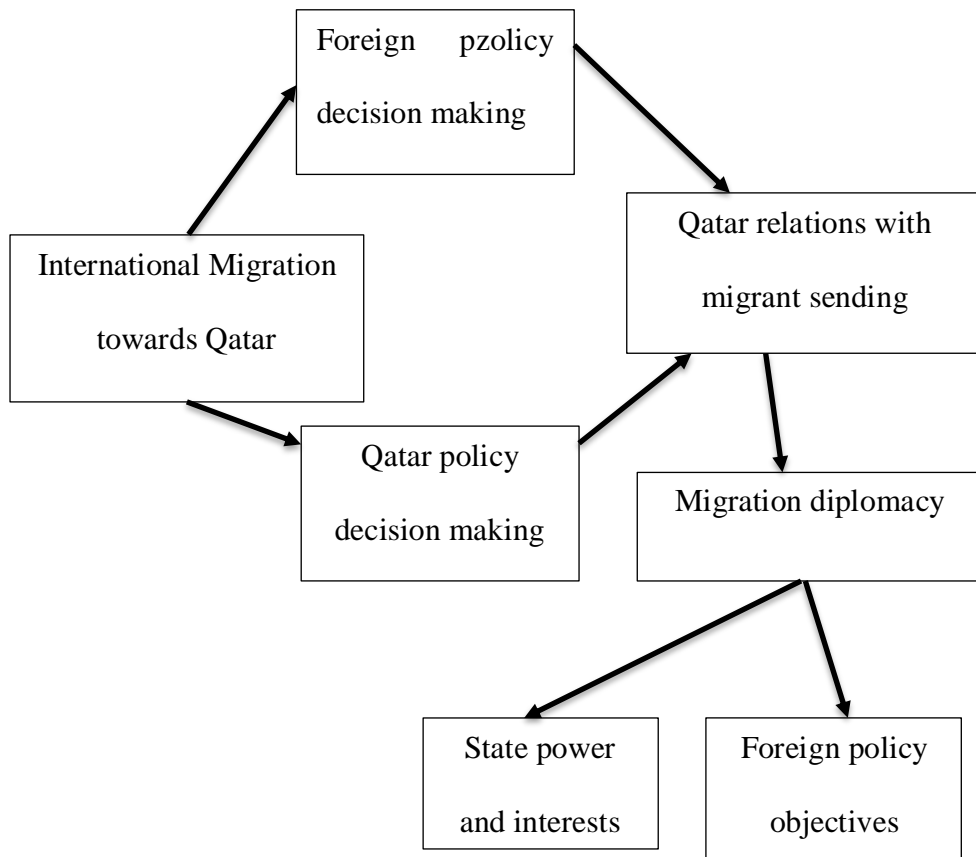 Foreign pzolicy
decision making
International Migration
towards Qatar
Qatar relations with
migrant sending
Qatar policy
decision making
Migration diplomacy
State power
and interests
Foreign policy
objectives